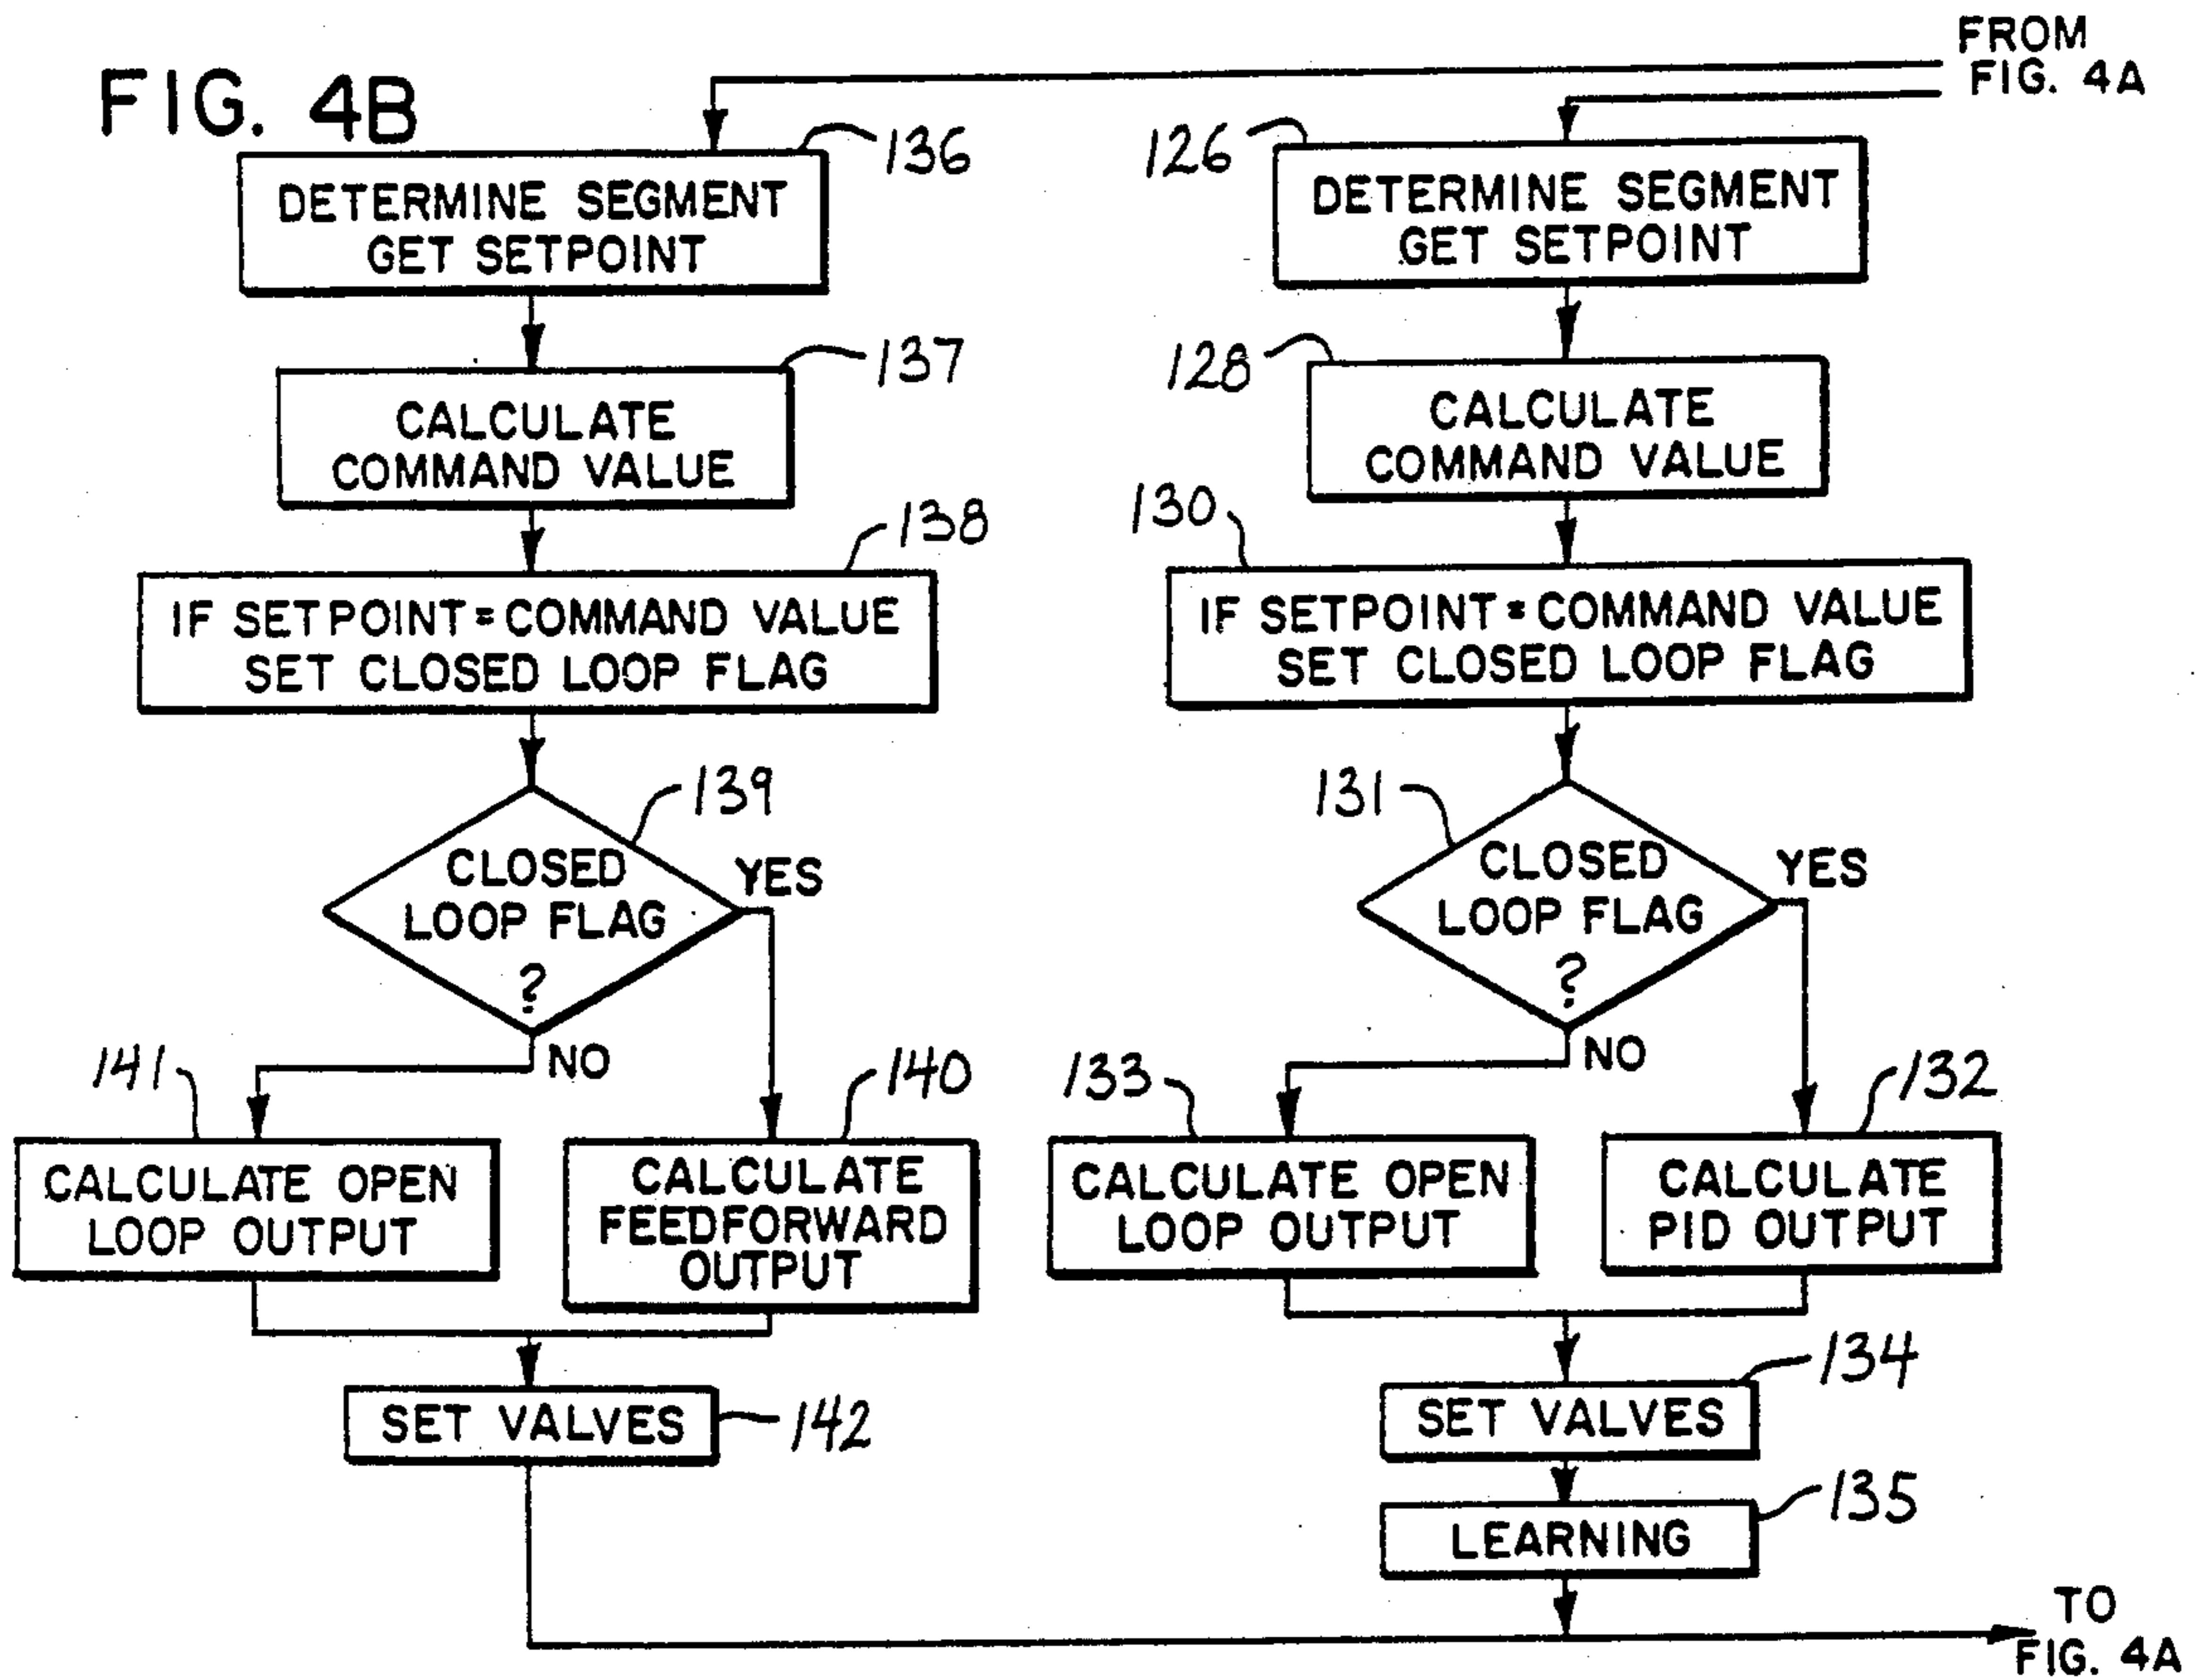 FIG. 4B
FROM
FIG. 4A
136
DETERMINE SEGMENT
GET SETPOINT
137
CALCULATE
COMMAND VALUE
138
IF SETPOINT = COMMAND VALUE
SET CLOSED LOOP FLAG
139
CLOSED
LOOP FLAG
?
YES
NO
141
CALCULATE OPEN
LOOP OUTPUT
140
CALCULATE
FEEDFORWARD
OUTPUT
SET VALVES
142
126
DETERMINE SEGMENT
GET SETPOINT
128
CALCULATE
COMMAND VALUE
130
IF SETPOINT = COMMAND VALUE
SET CLOSED LOOP FLAG
131
CLOSED
LOOP FLAG
?
YES
NO
133
CALCULATE OPEN
LOOP OUTPUT
132
CALCULATE
PID OUTPUT
134
SET VALVES
135
LEARNING
TO
FIG. 4A